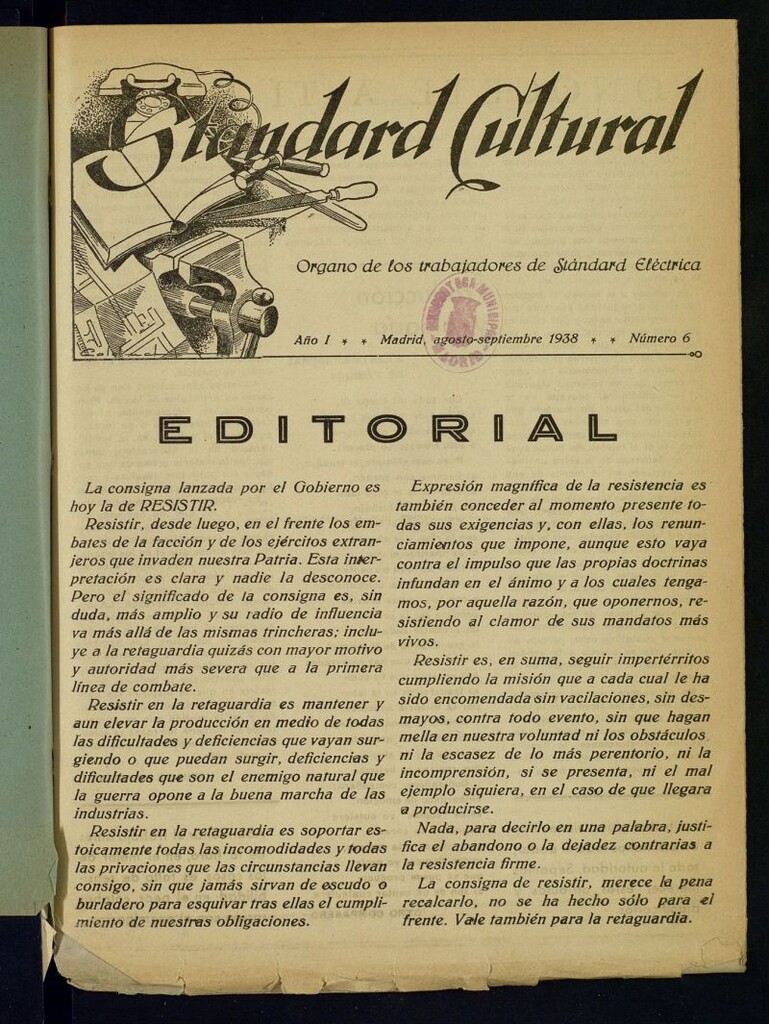 Standard Cultural
Organo de los trabajadores de Stándard Eléctrica
HEMEROTECA MUNICIPAL
MADRID
Año I * * Madrid, agosto-septiembre 1938 * * Número 6
EDITORIAL
La consigna lanzada por el Gobierno es
hoy la de RESISTIR.
Resistir, desde luego, en el frente los em-
bates de la facción y de los ejércitos extran-
jeros que invaden nuestra Patria. Esta inter-
pretación es clara y nadie la desconoce.
Pero el significado de la consigna es, sin
duda, más amplio y su radio de influencia
va más allá de las mismas trincheras; inclu-
ye a la retaguardia quizás con mayor motivo
y autoridad más severa que a la primera
línea de combate.
Resistir en la retaguardia es mantener y
aun elevar la producción en medio de todas
las dificultades y deficiencias que vayan sur-
giendo o que puedan surgir, deficiencias y
dificultades que son el enemigo natural que
la guerra opone a la buena marcha de las
industrias.
Resistir en la retaguardia es soportar es-
toicamente todas las incomodidades y todas
las privaciones que las circunstancias llevan
consigo, sin que jamás sirvan de escudo o
burladero para esquivar tras ellas el cumpli-
miento de nuestras obligaciones.
Expresión magnífica de la resistencia es
también conceder al momento presente to-
das sus exigencias y, con ellas, los renun-
ciamientos que impone, aunque esto vaya
contra el impulso que las propias doctrinas
infundan en el ánimo y a los cuales tenga-
mos, por aquella razón, que oponernos, re-
sistiendo al clamor de sus mandatos más
vivos.
Resistir es, en suma, seguir impertérritos
cumpliendo la misión que a cada cual le ha
sido encomendada sin vacilaciones, sin des-
mayos, contra todo evento, sin que hagan
mella en nuestra voluntad ni los obstáculos,
ni la escasez de lo más perentorio, ni la
incomprensión, si se presenta, ni el mal
ejemplo siquiera, en el caso de que llegara
a producirse.
Nada, para decirlo en una palabra, justi-
fica el abandono o la dejadez contrarias a
la resistencia firme.
La consigna de resistir, merece la pena
recalcarlo, no se ha hecho sólo para el
frente. Vale también para la retaguardia.